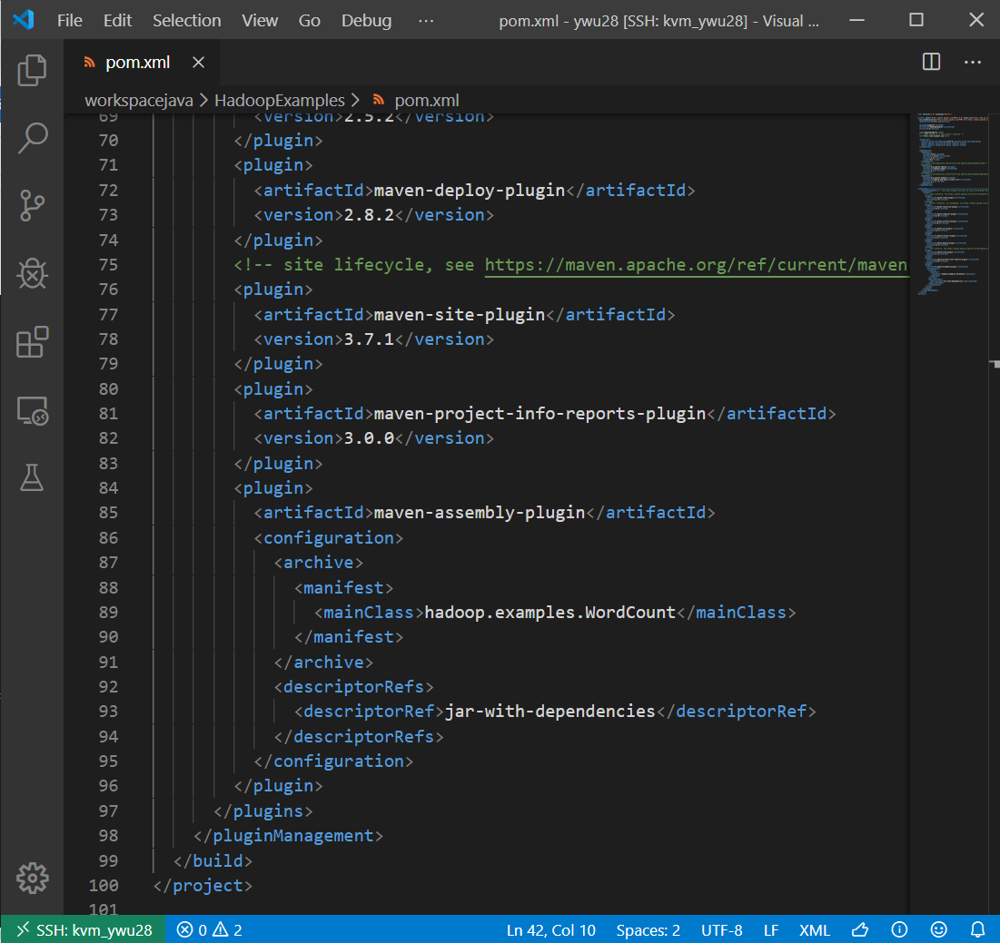 File Edit Selection View Go Debug ··· pom.xml - ywu28 [SSH: kvm_ywu28] - Visual ...
pom.xml
workspacejava > HadoopExamples > pom.xml
69 <version>2.5.2</version>
70 </plugin>
71 <plugin>
72 <artifactId>maven-deploy-plugin</artifactId>
73 <version>2.8.2</version>
74 </plugin>
75 <!-- site lifecycle, see https://maven.apache.org/ref/current/maven
76 <plugin>
77 <artifactId>maven-site-plugin</artifactId>
78 <version>3.7.1</version>
79 </plugin>
80 <plugin>
81 <artifactId>maven-project-info-reports-plugin</artifactId>
82 <version>3.0.0</version>
83 </plugin>
84 <plugin>
85 <artifactId>maven-assembly-plugin</artifactId>
86 <configuration>
87 <archive>
88 <manifest>
89 <mainClass>hadoop.examples.WordCount</mainClass>
90 </manifest>
91 </archive>
92 <descriptorRefs>
93 <descriptorRef>jar-with-dependencies</descriptorRef>
94 </descriptorRefs>
95 </configuration>
96 </plugin>
97 </plugins>
98 </pluginManagement>
99 </build>
100 </project>
101
SSH: kvm_ywu28 0 2 Ln 42, Col 10 Spaces: 2 UTF-8 LF XML